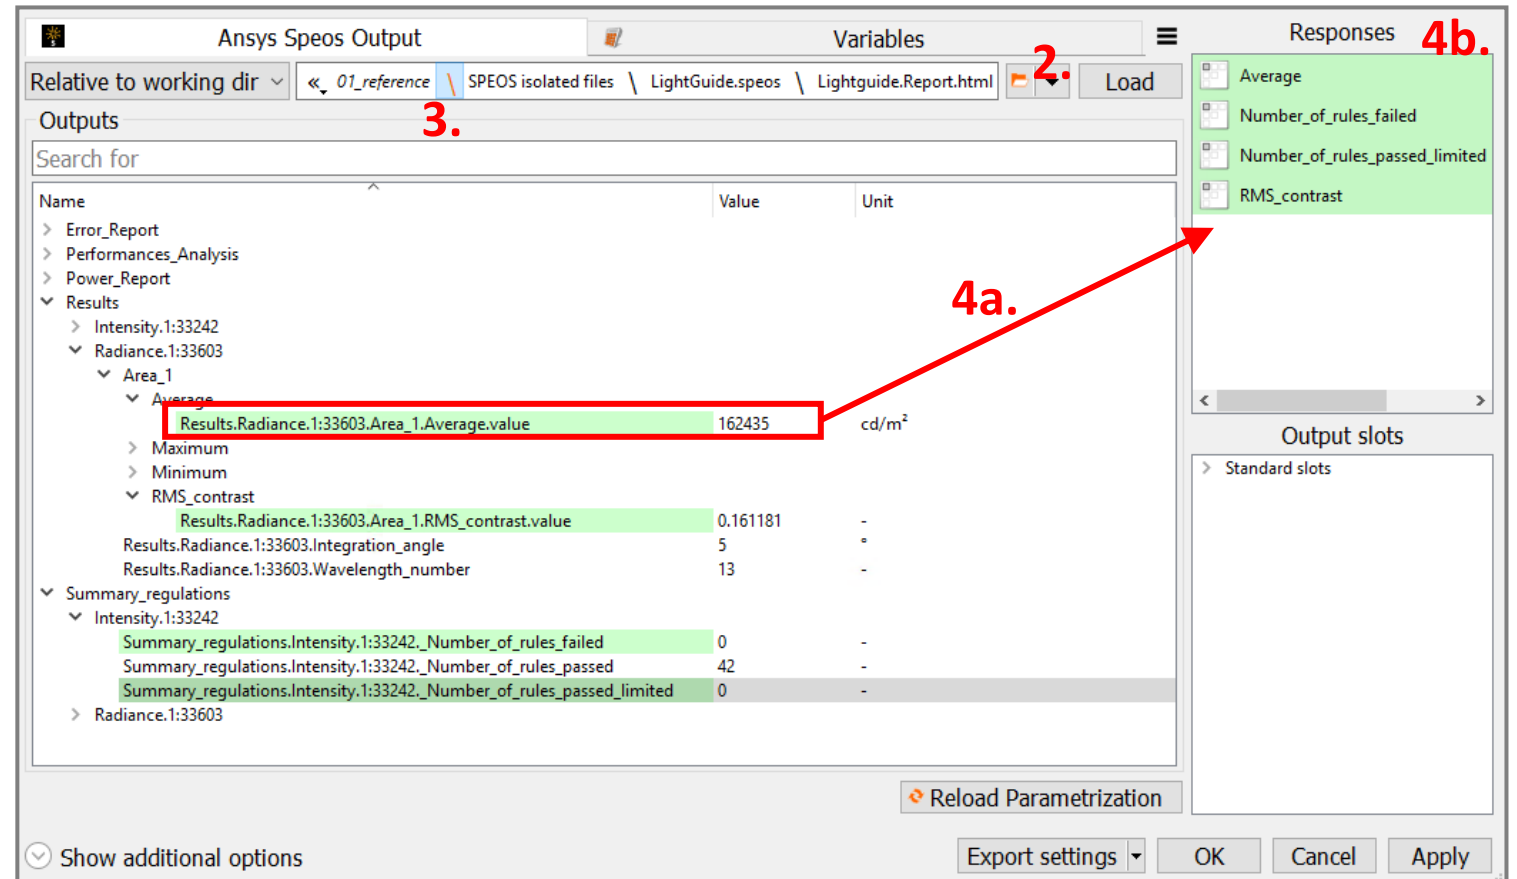 Ansys Speos Output
Variables
Responses
4b.
2.
Relative to working dir
« 01_reference \ SPEOS isolated files \ LightGuide.speos \ Lightguide.Report.html
Load
3.
Average
Number_of_rules_failed
Number_of_rules_passed_limited
RMS_contrast
Outputs
Search for
Name Value Unit
Error_Report
Performances_Analysis
Power_Report
Results
Intensity.1:33242
Radiance.1:33603
Area_1
Average
Results.Radiance.1:33603.Area_1.Average.value 162435 cd/m²
Maximum
Minimum
RMS_contrast
Results.Radiance.1:33603.Area_1.RMS_contrast.value 0.161181 -
Results.Radiance.1:33603.Integration_angle 5 °
Results.Radiance.1:33603.Wavelength_number 13 -
Summary_regulations
Intensity.1:33242
Summary_regulations.Intensity.1:33242._Number_of_rules_failed 0 -
Summary_regulations.Intensity.1:33242._Number_of_rules_passed 42 -
Summary_regulations.Intensity.1:33242._Number_of_rules_passed_limited 0 -
Radiance.1:33603
4a.
Output slots
Standard slots
Reload Parametrization
Show additional options
Export settings
OK
Cancel
Apply